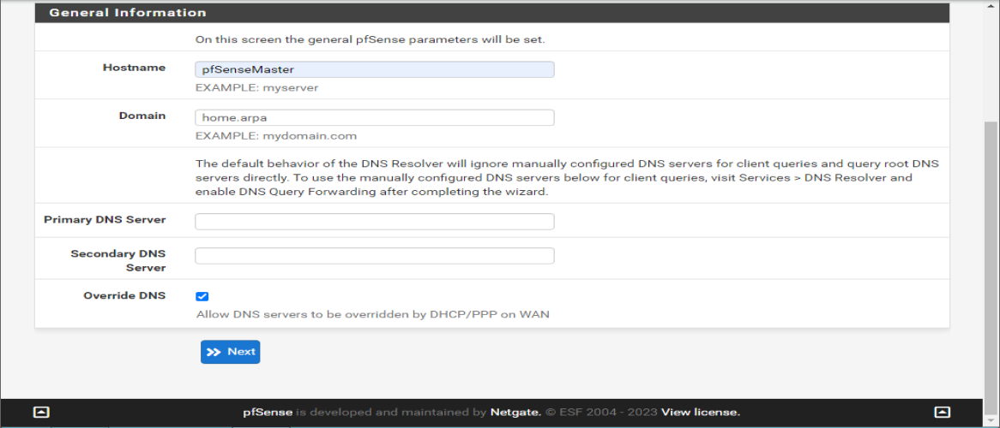 General Information
On this screen the general pfSense parameters will be set.
Hostname
pfSenseMaster
EXAMPLE: myserver
Domain
home.arpa
EXAMPLE: mydomain.com
The default behavior of the DNS Resolver will ignore manually configured DNS servers for client queries and query root DNS
servers directly. To use the manually configured DNS servers below for client queries, visit Services > DNS Resolver and
enable DNS Query Forwarding after completing the wizard.
Primary DNS Server
Secondary DNS
Server
Override DNS
Allow DNS servers to be overridden by DHCP/PPP on WAN
Next
pfSense is developed and maintained by Netgate. © ESF 2004 - 2023 View license.